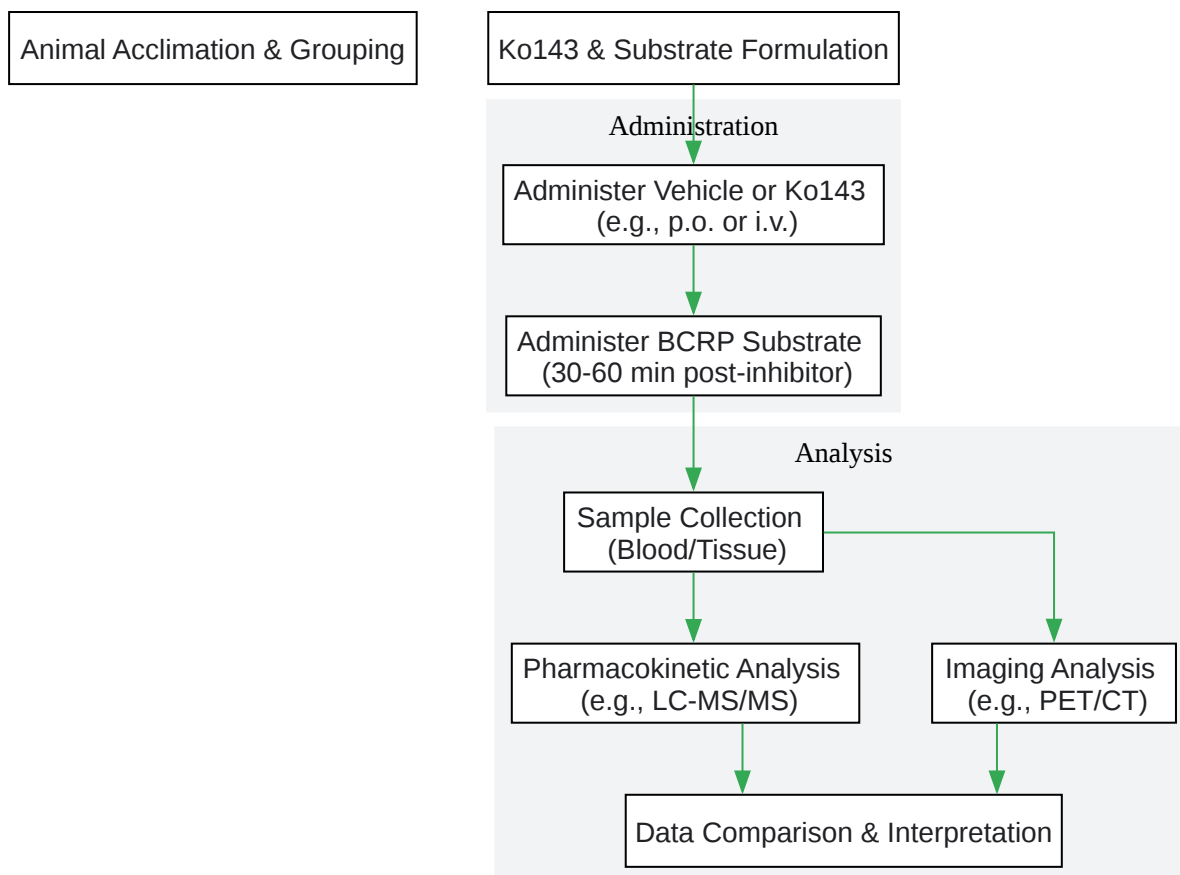 Animal Acclimation & Grouping
Ko143 & Substrate Formulation
Administration
Administer Vehicle or Ko143
(e.g., p.o. or i.v.)
Administer BCRP Substrate
(30-60 min post-inhibitor)
Analysis
Sample Collection
(Blood/Tissue)
Pharmacokinetic Analysis
(e.g., LC-MS/MS)
Imaging Analysis
(e.g., PET/CT)
Data Comparison & Interpretation